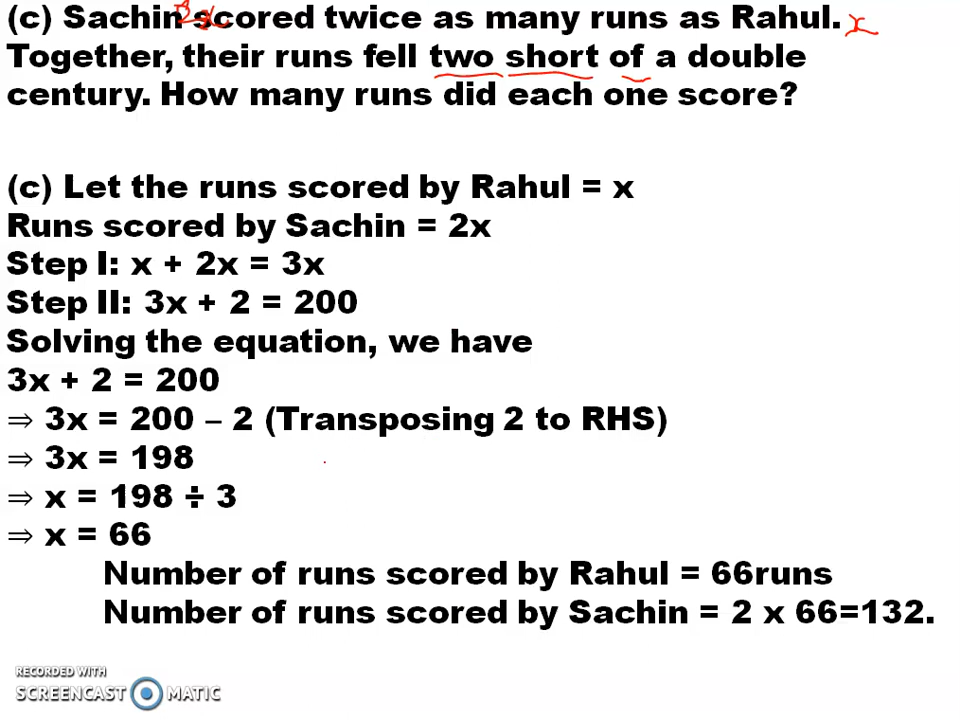 (c) Sachin scored twice as many runs as Rahul. x
2x
Together, their runs fell two short of a double
century. How many runs did each one score?
(c) Let the runs scored by Rahul = x
Runs scored by Sachin = 2x
Step I: x + 2x = 3x
Step II: 3x + 2 = 200
Solving the equation, we have
3x + 2 = 200
⇒ 3x = 200 – 2 (Transposing 2 to RHS)
⇒ 3x = 198
⇒ x = 198 ÷ 3
⇒ x = 66
Number of runs scored by Rahul = 66runs
Number of runs scored by Sachin = 2 x 66=132.
RECORDED WITH
SCREENCAST MATIC